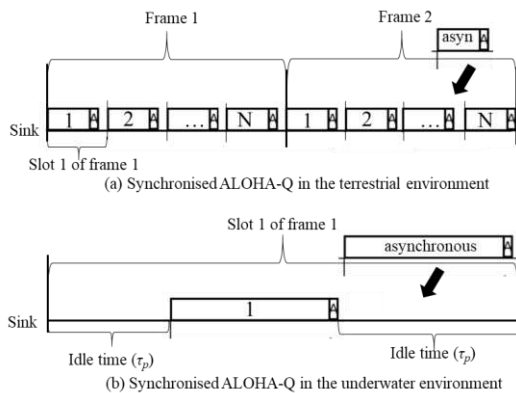 Frame 1
Frame 2
asyn A
Sink 1 A 2 A ... A N A 1 A 2 A ... A N A
Slot 1 of frame 1
(a) Synchronised ALOHA-Q in the terrestrial environment
Slot 1 of frame 1
asynchronous A
1 A
Sink
Idle time (τp)
Idle time (τp)
(b) Synchronised ALOHA-Q in the underwater environment